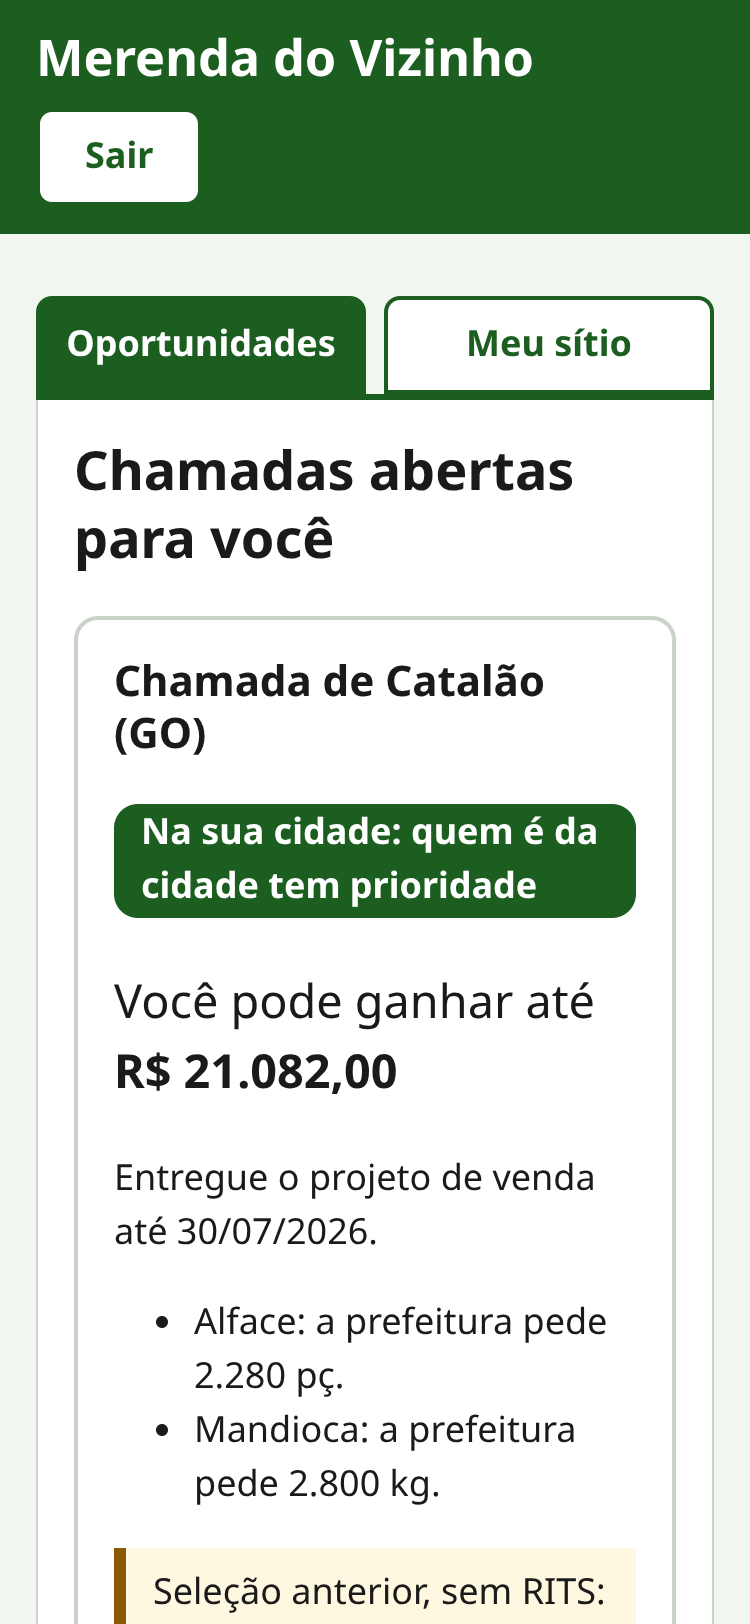 Merenda do Vizinho
Sair
Oportunidades
Meu sítio
Chamadas abertas
para você
Chamada de Catalão
(GO)
Na sua cidade: quem é da
cidade tem prioridade
Você pode ganhar até
R$ 21.082,00
Entregue o projeto de venda
até 30/07/2026.
• Alface: a prefeitura pede
2.280 pç.
• Mandioca: a prefeitura
pede 2.800 kg.
Seleção anterior, sem RITS: